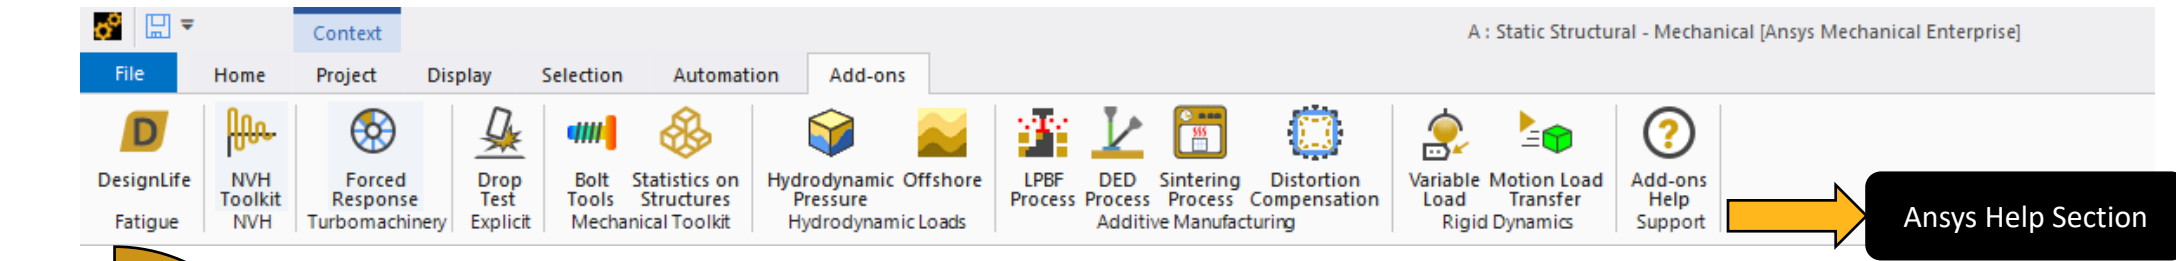 Context
A : Static Structural - Mechanical [Ansys Mechanical Enterprise]
File Home Project Display Selection Automation Add-ons
D
DesignLife NVH Forced Drop Bolt Statistics on Hydrodynamic Offshore LPBF DED Sintering Distortion Variable Motion Load Add-ons
Toolkit Response Test Tools Structures Pressure Process Process Process Compensation Load Transfer Help
Fatigue NVH Turbomachinery Explicit Mechanical Toolkit Hydrodynamic Loads Additive Manufacturing Rigid Dynamics Support
Ansys Help Section